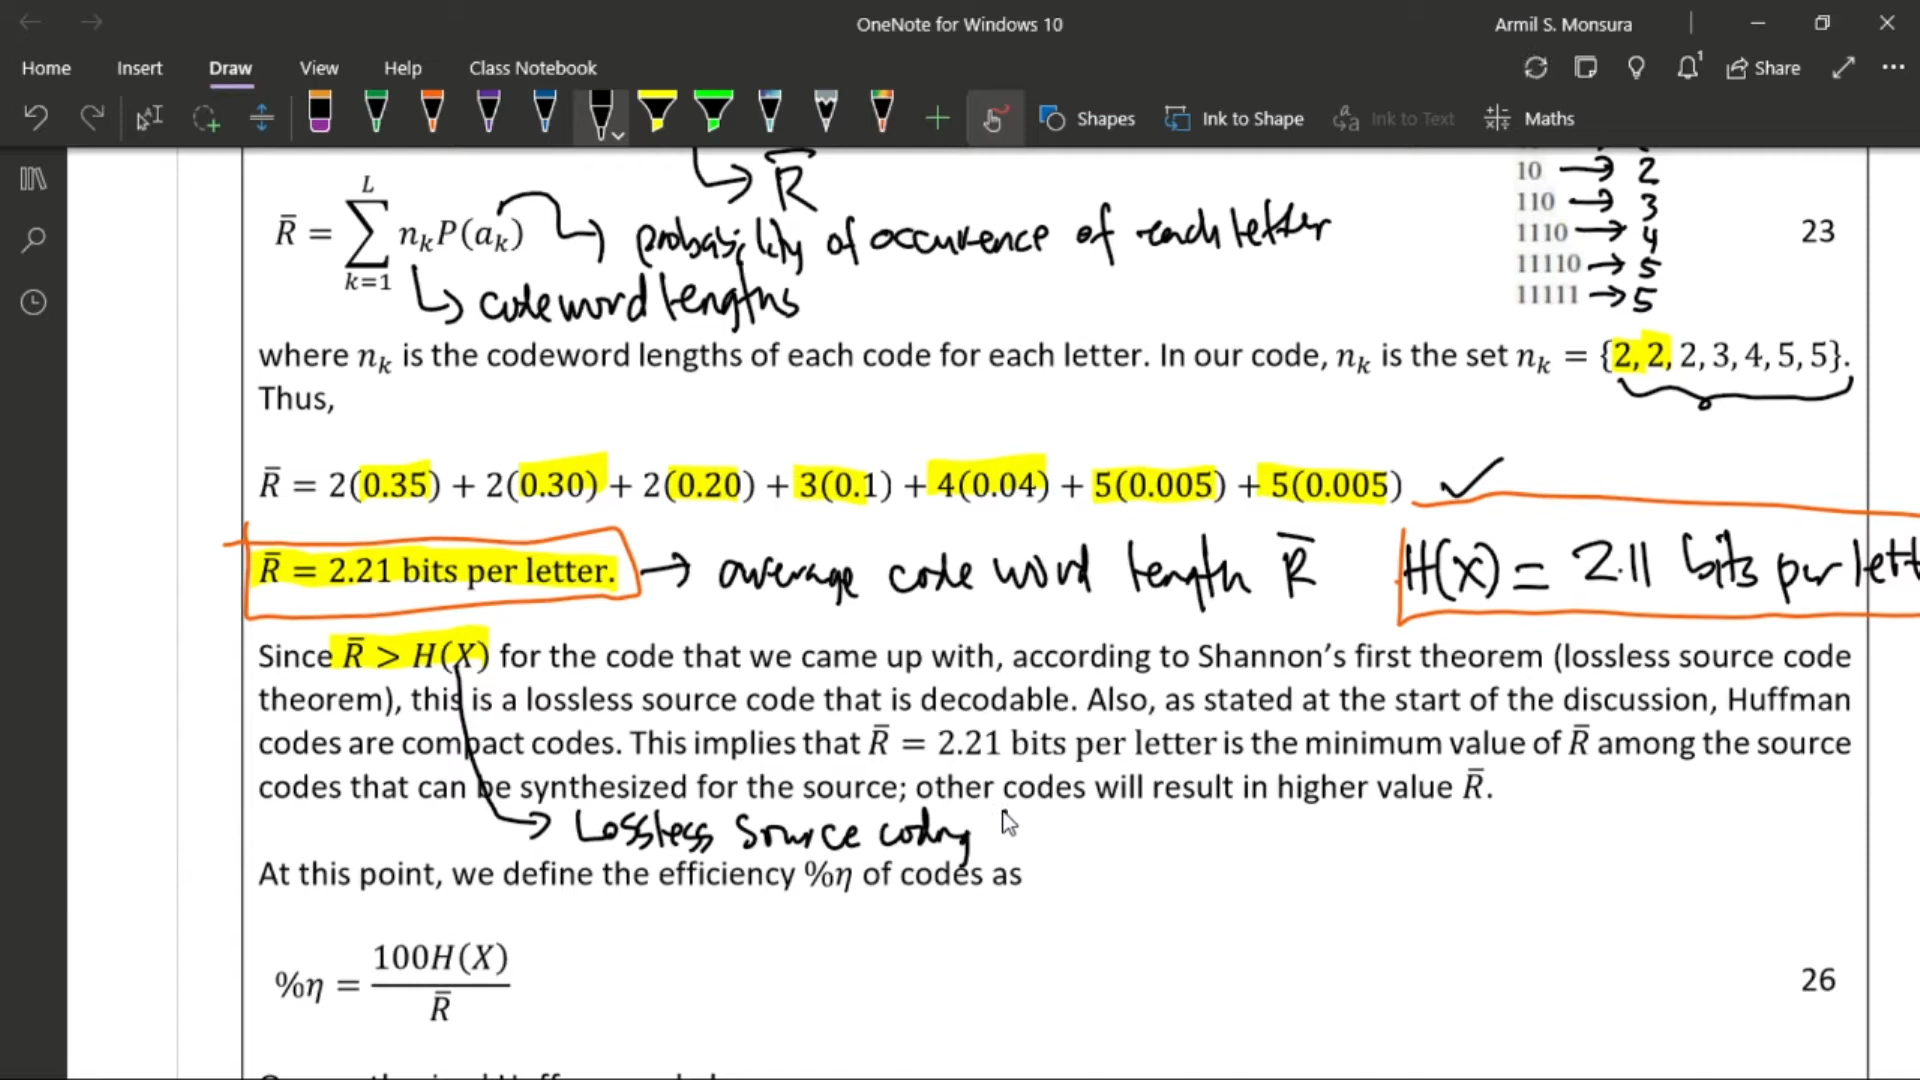 OneNote for Windows 10
Armil S. Monsura
Home Insert Draw View Help Class Notebook
1 Share
Shapes Ink to Shape Ink to Text Maths
R̄
10 → 2
R̄ = ∑ n_k P(a_k) L k=1 → probability of occurence of each letter
110 → 3
23
1110 → 4
11110 → 5
11111 → 5
→ code word lengths
where n_k is the codeword lengths of each code for each letter. In our code, n_k is the set n_k = {2, 2, 2, 3, 4, 5, 5}.
Thus,
R̄ = 2(0.35) + 2(0.30) + 2(0.20) + 3(0.1) + 4(0.04) + 5(0.005) + 5(0.005) ✓
R̄ = 2.21 bits per letter. → average code word length R̄ H(X) = 2.11 bits per lett
Since R̄ > H(X) for the code that we came up with, according to Shannon's first theorem (lossless source code
theorem), this is a lossless source code that is decodable. Also, as stated at the start of the discussion, Huffman
codes are compact codes. This implies that R̄ = 2.21 bits per letter is the minimum value of R̄ among the source
codes that can be synthesized for the source; other codes will result in higher value R̄.
→ Lossless source coding
At this point, we define the efficiency %η of codes as
%η = 100H(X) / R̄
26